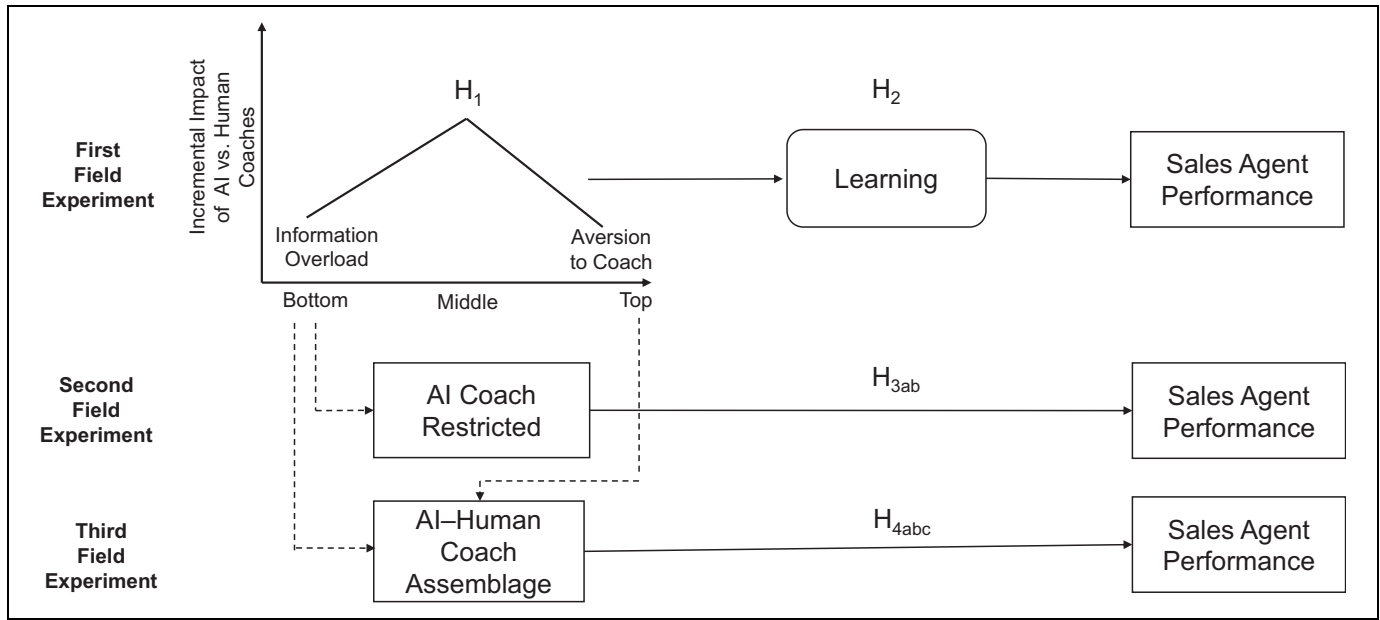 First
Field
Experiment
Incremental Impact
of AI vs. Human
Coaches
H1
Information
Overload
Aversion
to Coach
Bottom
Middle
Top
H2
Learning
Sales Agent
Performance
Second
Field
Experiment
AI Coach
Restricted
H3ab
Sales Agent
Performance
Third
Field
Experiment
AI–Human
Coach
Assemblage
H4abc
Sales Agent
Performance